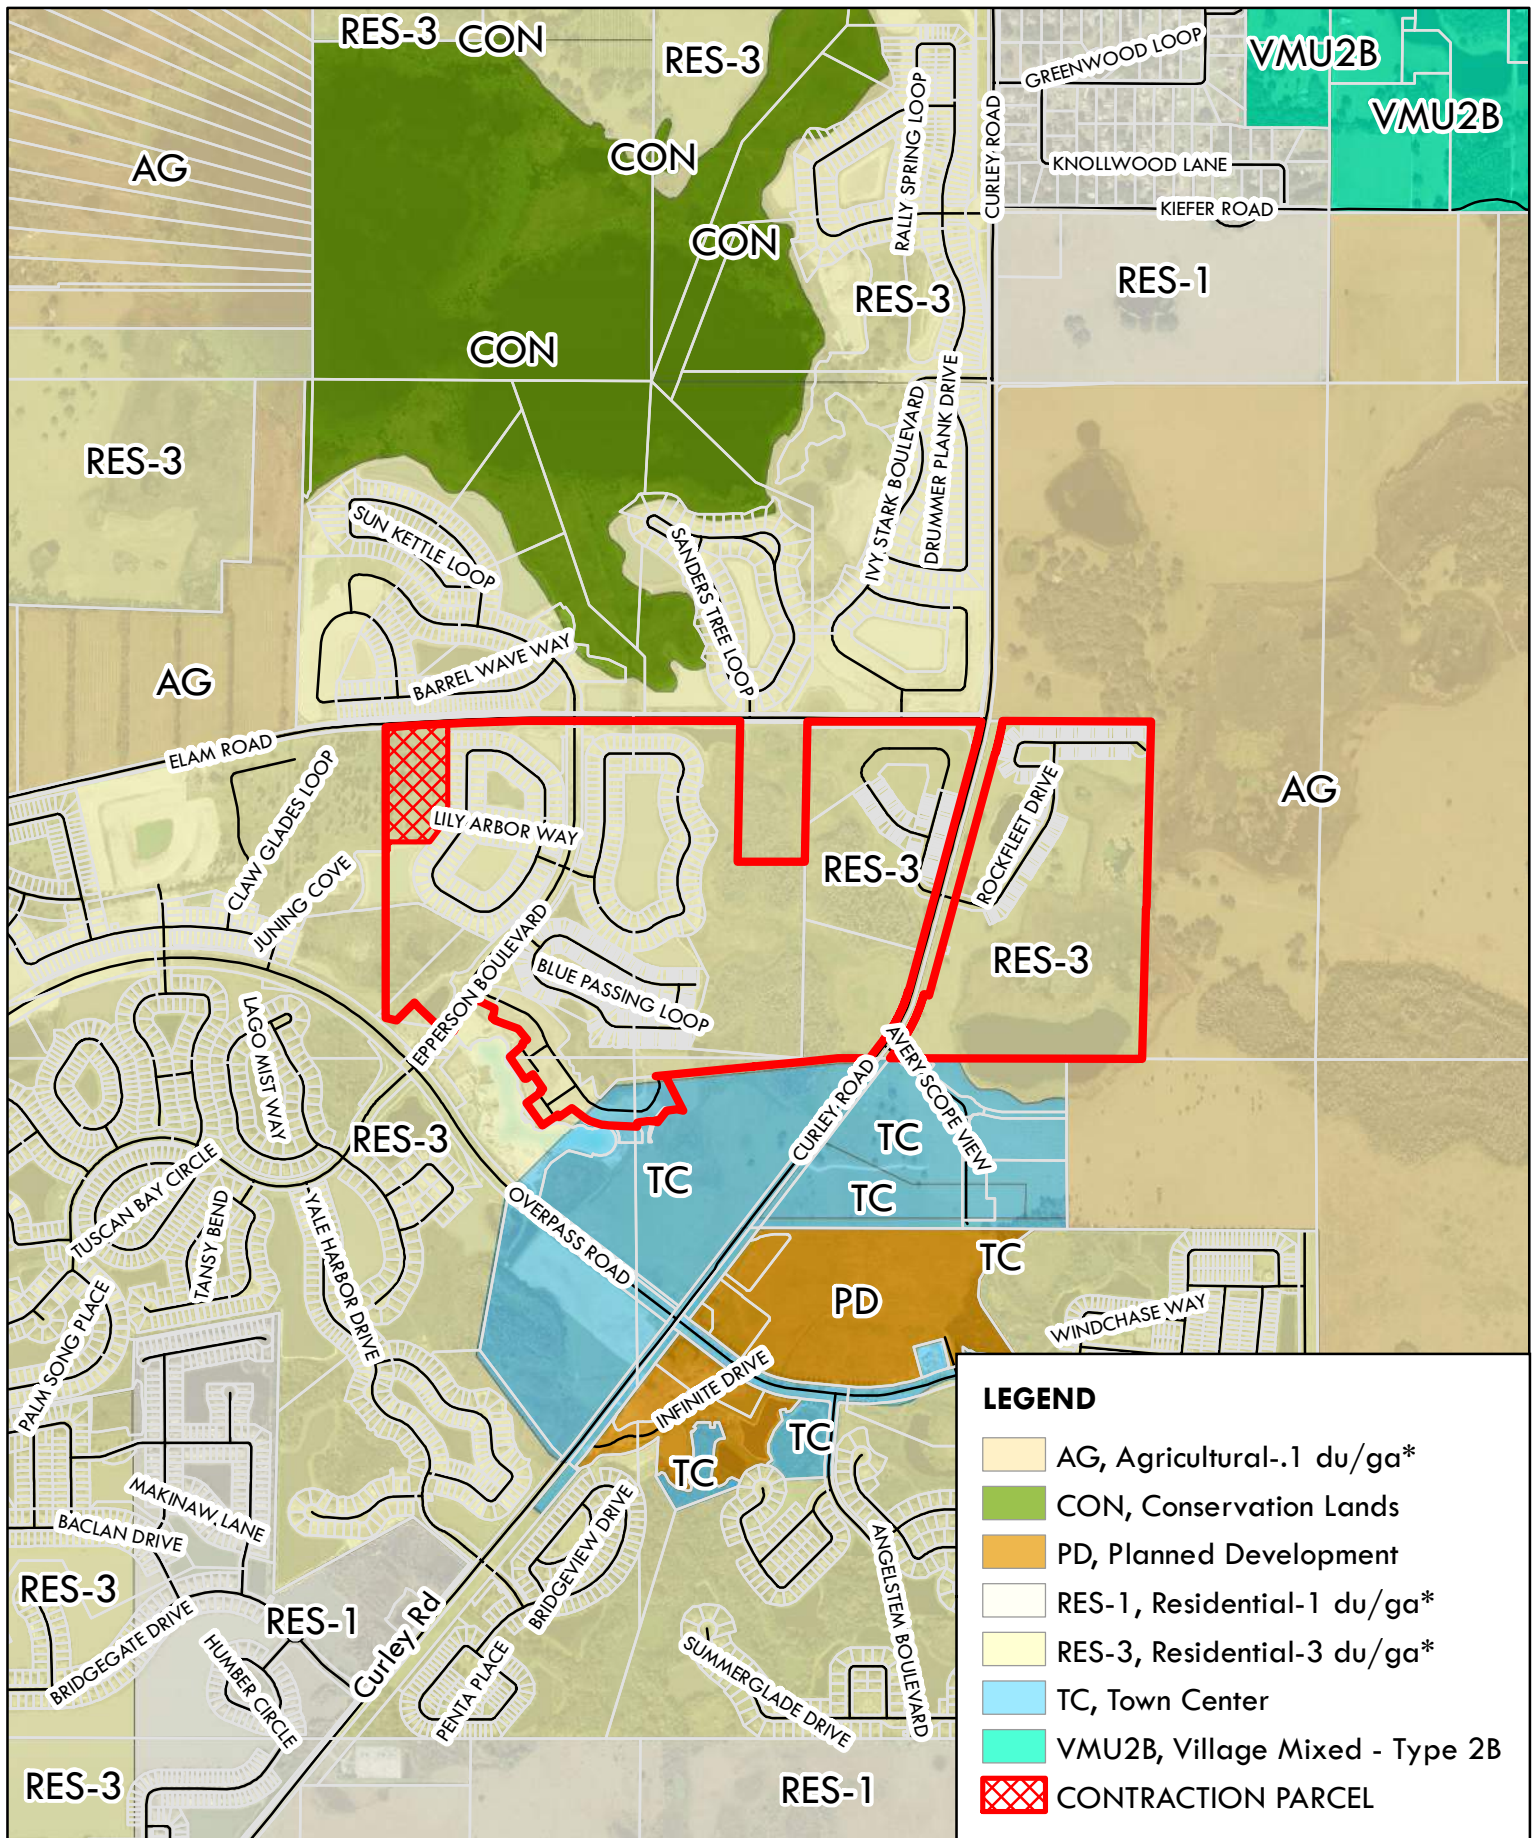 RES-3
CON
RES-3
VMU2B
GREENWOOD LOOP
VMU2B
RALLY SPRING LOOP
CURLEY ROAD
AG
CON
KNOLLWOOD LANE
KIEFER ROAD
CON
RES-1
RES-3
CON
IVY STARK BOULEVARD
DRUMMER PLANK DRIVE
RES-3
SUN KETTLE LOOP
SANDERS TREE LOOP
BARREL WAVE WAY
AG
ELAM ROAD
CLAW GLADES LOOP
LILY ARBOR WAY
ROCKFLEET DRIVE
AG
RES-3
JUNING COVE
EPPERSON BOULEVARD
BLUE PASSING LOOP
RES-3
LAGO MIST WAY
AVERY SCOPE VIEW
CURLEY ROAD
RES-3
TC
TC
TC
TUSCAN BAY CIRCLE
TANSY BEND
YALE HARBOR DRIVE
OVERPASS ROAD
TC
PD
PALM SONG PLACE
WINDCHASE WAY
INFINITE DRIVE
TC
TC
MAKINAW LANE
BACLAN DRIVE
BRIDGEVIEW DRIVE
ANGELSTEM BOULEVARD
RES-3
RES-1
BRIDGEGATE DRIVE
HUMBER CIRCLE
Curley Rd
PENTA PLACE
SUMMERGLADE DRIVE
RES-3
RES-1
LEGEND
AG, Agricultural-.1 du/ga*
CON, Conservation Lands
PD, Planned Development
RES-1, Residential-1 du/ga*
RES-3, Residential-3 du/ga*
TC, Town Center
VMU2B, Village Mixed - Type 2B
CONTRACTION PARCEL